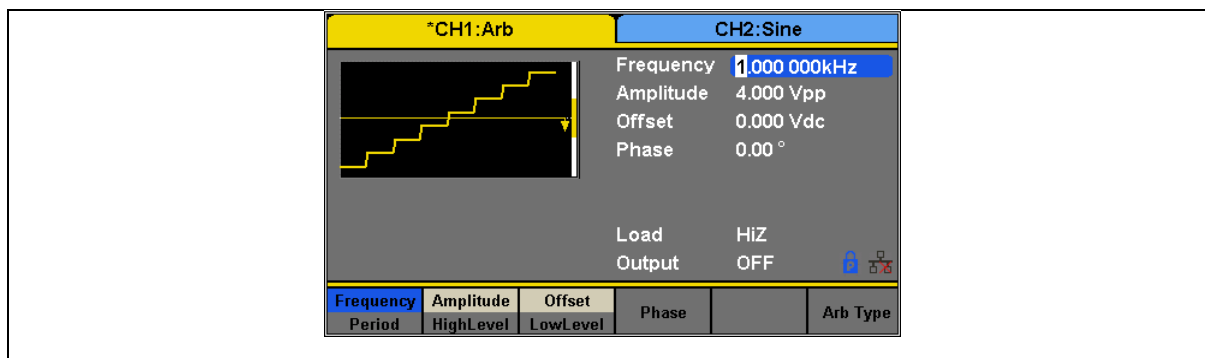 *CH1:Arb
CH2:Sine
Frequency 1.000 000kHz
Amplitude 4.000 Vpp
Offset 0.000 Vdc
Phase 0.00 °
Load HiZ
Output OFF
P
Frequency Amplitude Offset Phase Arb Type
Period HighLevel LowLevel